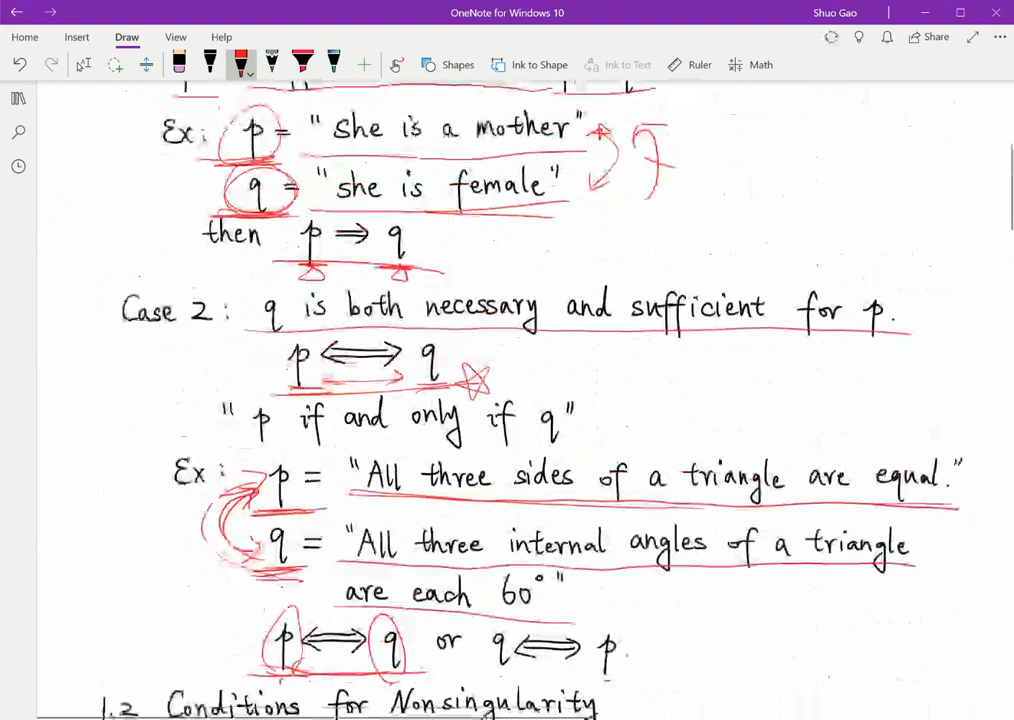 OneNote for Windows 10
Shuo Gao
Home Insert Draw View Help
Share
Shapes Ink to Shape Ink to Text Ruler Math
Ex: p = "she is a mother"
q = "she is female"
then p ⟹ q
Case 2: q is both necessary and sufficient for p.
p ⟺ q
"p if and only if q"
Ex: p = "All three sides of a triangle are equal."
q = "All three internal angles of a triangle
are each 60°"
p ⟺ q or q ⟺ p.
1.2 Conditions for Nonsingularity